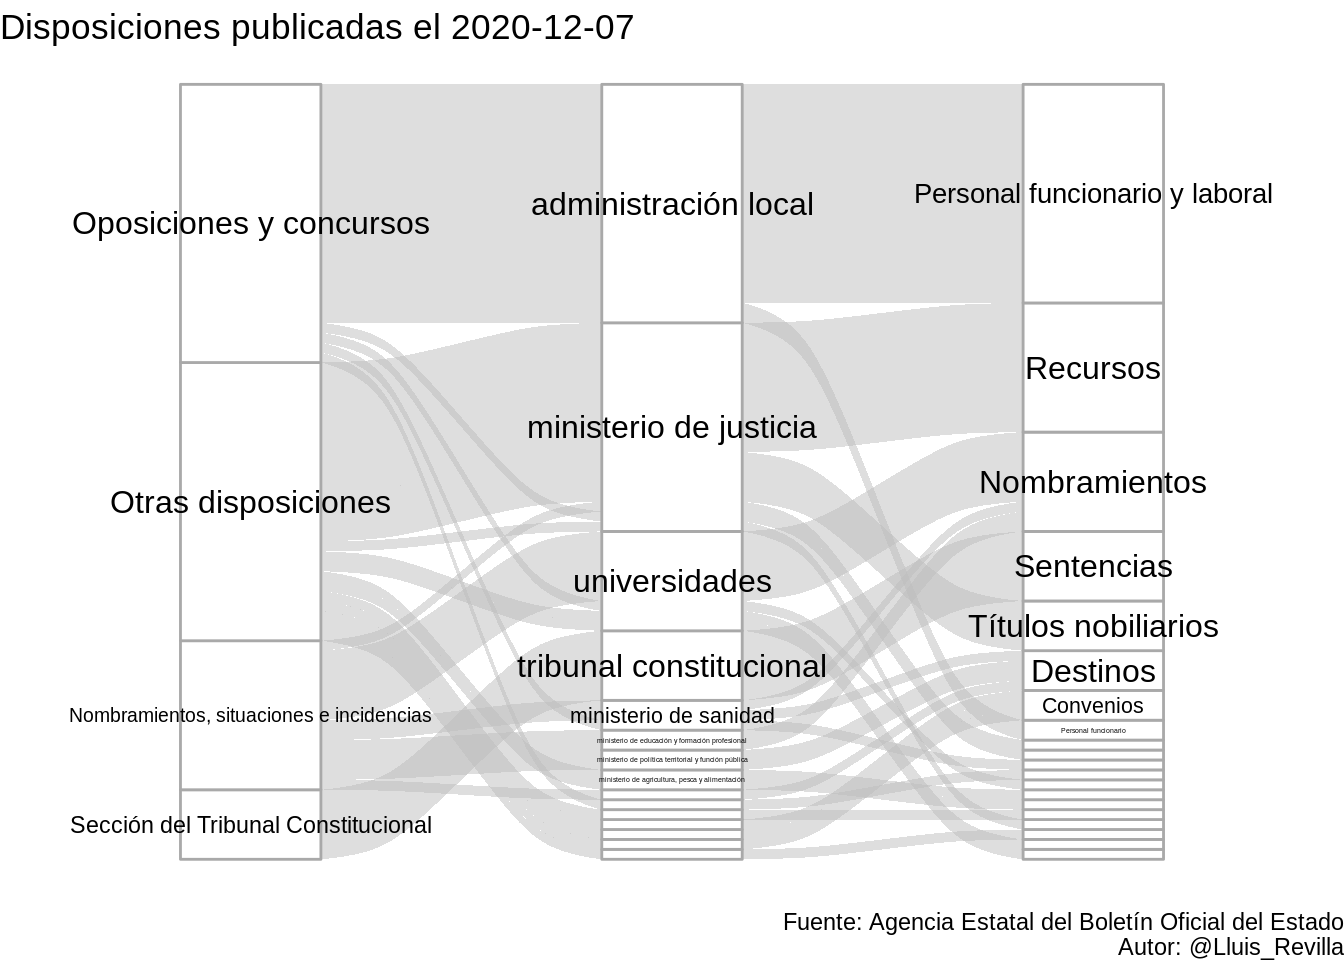 Disposiciones publicadas el 2020-12-07
Oposiciones y concursos
Otras disposiciones
Nombramientos, situaciones e incidencias
Sección del Tribunal Constitucional
administración local
ministerio de justicia
universidades
tribunal constitucional
ministerio de sanidad
ministerio de educación y formación profesional
ministerio de política territorial y función pública
ministerio de agricultura, pesca y alimentación
Personal funcionario y laboral
Recursos
Nombramientos
Sentencias
Títulos nobiliarios
Destinos
Convenios
Personal funcionario
Fuente: Agencia Estatal del Boletín Oficial del Estado
Autor: @Lluis_Revilla